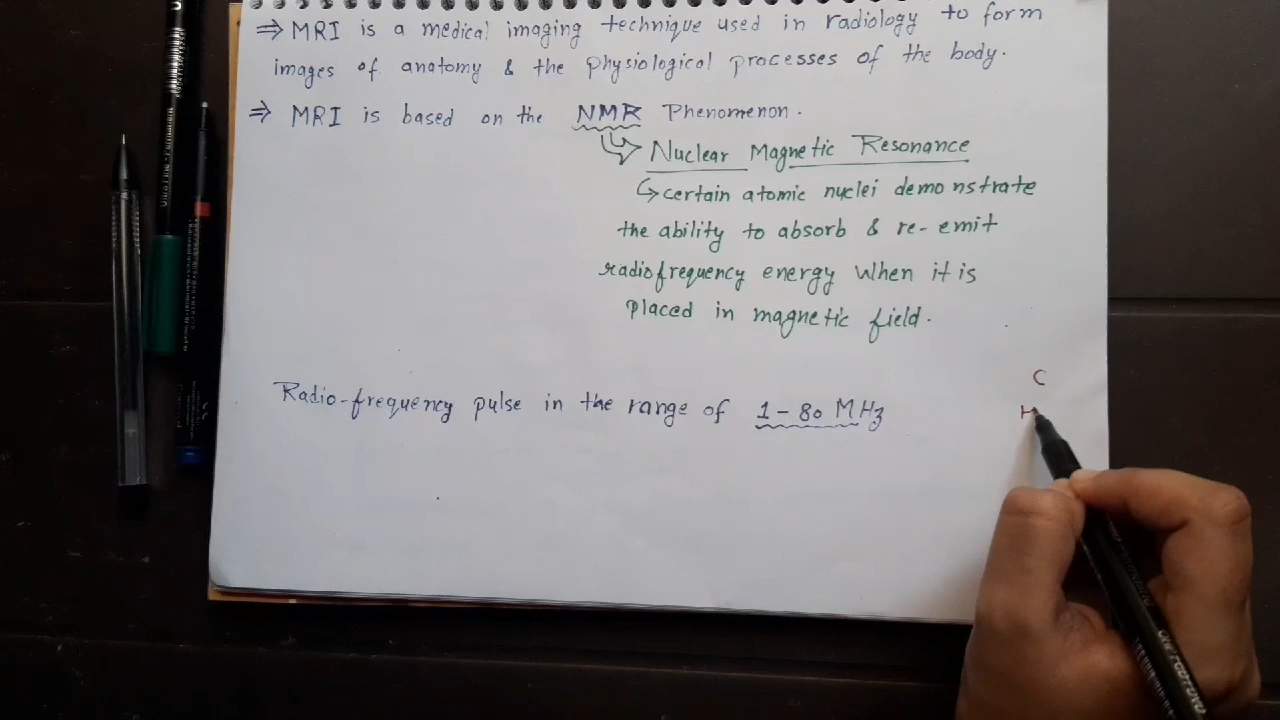 ⇒ MRI is a medical imaging technique used in radiology to form
images of anatomy & the physiological processes of the body.
⇒ MRI is based on the NMR Phenomenon.
Nuclear Magnetic Resonance
certain atomic nuclei demonstrate
the ability to absorb & re-emit
radiofrequency energy when it is
placed in magnetic field.
C
Radio-frequency pulse in the range of 1-80 MHz
H